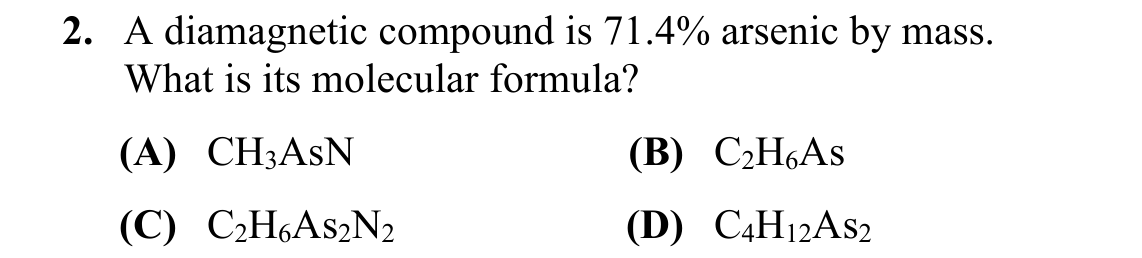 2. A diamagnetic compound is 71.4% arsenic by mass.
What is its molecular formula?
(A) CH₃AsN (B) C₂H₆As
(C) C₂H₆As₂N₂ (D) C₄H₁₂As₂